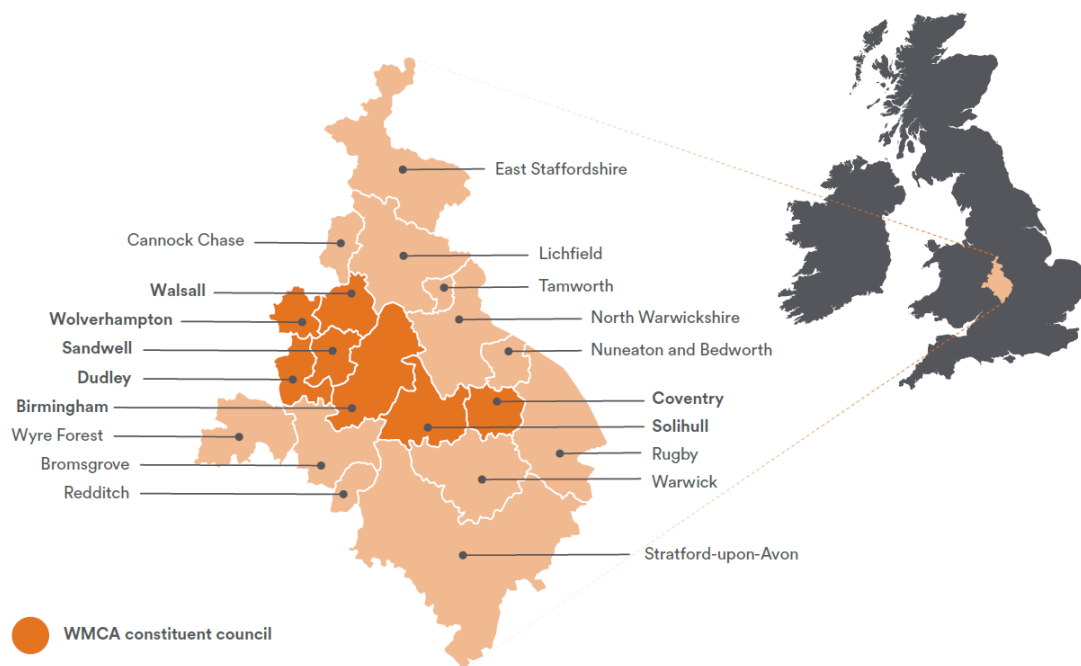 East Staffordshire
Cannock Chase
Lichfield
Tamworth
Walsall
North Warwickshire
Wolverhampton
Sandwell
Nuneaton and Bedworth
Dudley
Coventry
Birmingham
Solihull
Wyre Forest
Rugby
Bromsgrove
Warwick
Redditch
Stratford-upon-Avon
WMCA constituent council